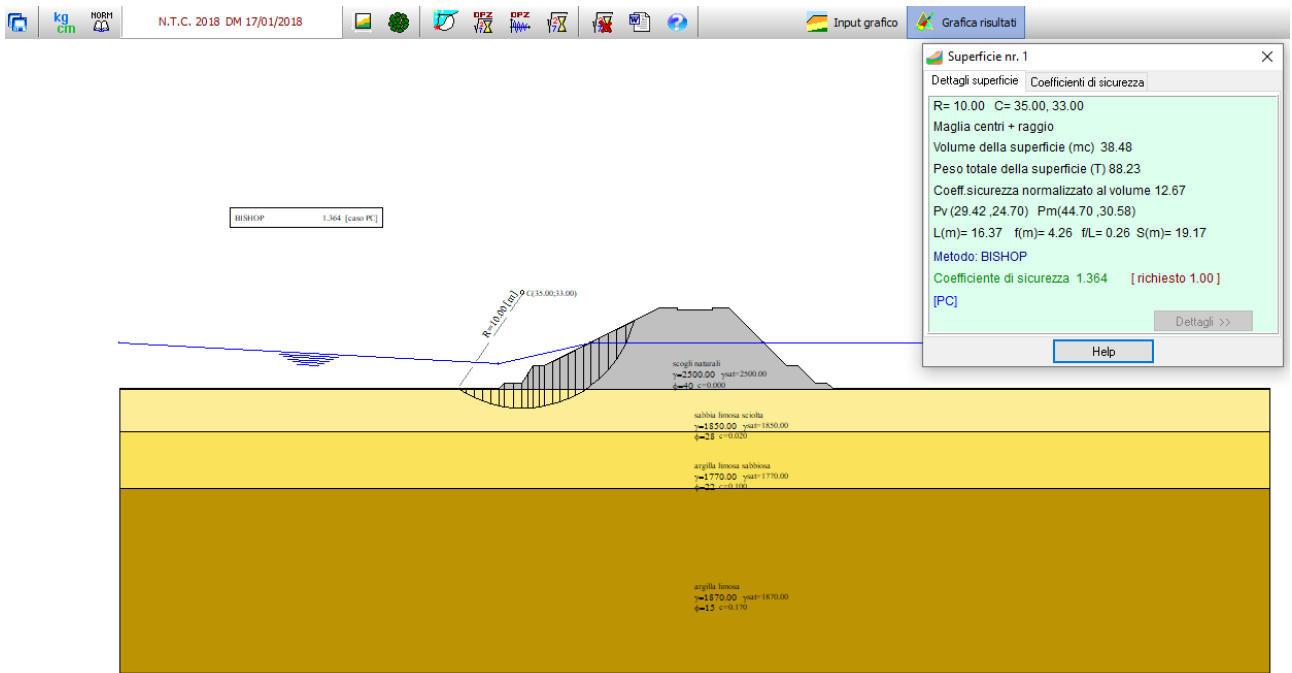 kg
cm
NORM
N.T.C. 2018 DM 17/01/2018
OPZ
OPZ
Input grafico
Grafica risultati
Superficie nr. 1
Dettagli superficie
Coefficienti di sicurezza
R= 10.00 C= 35.00, 33.00
Maglia centri + raggio
Volume della superficie (mc) 38.48
Peso totale della superficie (T) 88.23
Coeff.sicurezza normalizzato al volume 12.67
Pv (29.42 ,24.70) Pm(44.70 ,30.58)
L(m)= 16.37 f(m)= 4.26 f/L= 0.26 S(m)= 19.17
Metodo: BISHOP
Coefficiente di sicurezza 1.364 [ richiesto 1.00 ]
[PC]
Dettagli >>
Help
BISHOP 1.364 [caso PC]
C(35.00;33.00)
R=10.00 [m]
scogli naturali
γ=2500.00 γsat=2500.00
ϕ=40 c=0.000
sabbia limosa sciolta
γ=1850.00 γsat=1850.00
ϕ=28 c=0.020
argilla limosa sabbiosa
γ=1770.00 γsat=1770.00
ϕ=22 c=0.100
argilla limosa
γ=1870.00 γsat=1870.00
ϕ=15 c=0.170